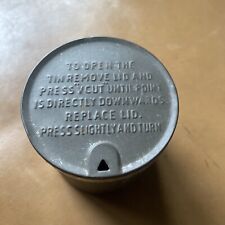 TO OPEN THE
TIN REMOVE LID AND
PRESS V CUT UNTIL POINT
IS DIRECTLY DOWNWARDS.
REPLACE LID.
PRESS SLIGHTLY AND TURN